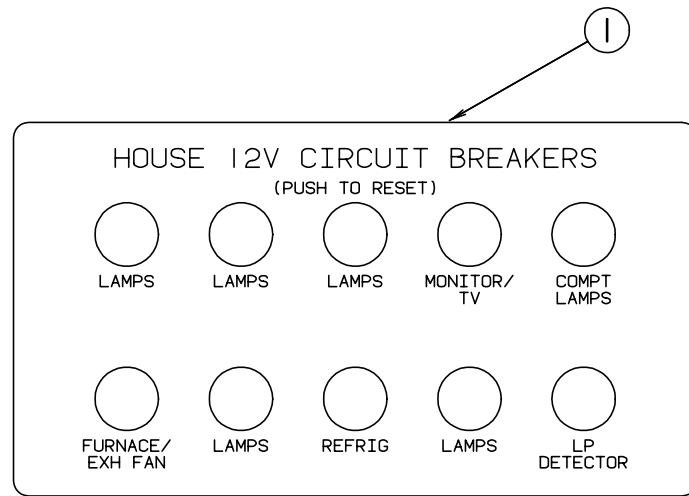 1
HOUSE 12V CIRCUIT BREAKERS
(PUSH TO RESET)
LAMPS LAMPS LAMPS MONITOR/ COMPT
TV LAMPS
FURNACE/ LAMPS REFRIG LAMPS LP
EXH FAN DETECTOR